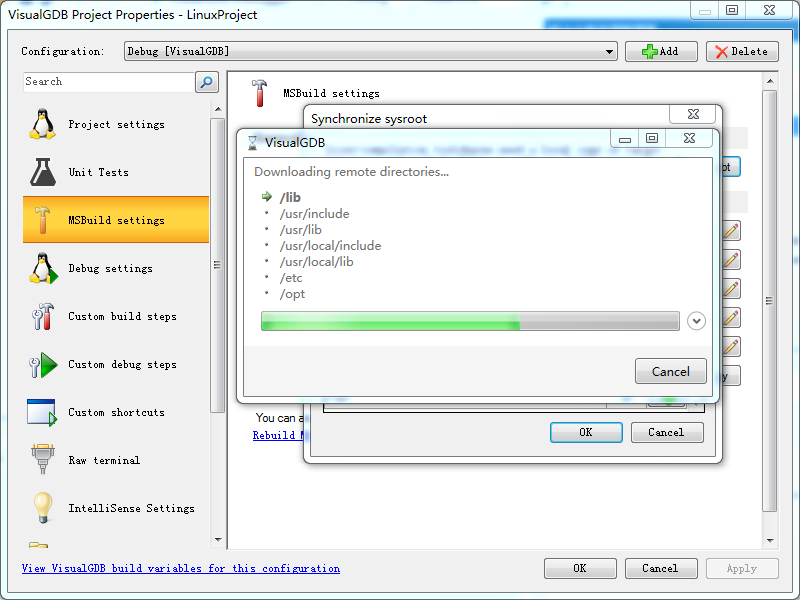 VisualGDB Project Properties - LinuxProject
Configuration:
Debug [VisualGDB]
Add
Delete
Search
Project settings
Unit Tests
MSBuild settings
Debug settings
Custom build steps
Custom debug steps
Custom shortcuts
Raw terminal
IntelliSense Settings
MSBuild settings
Synchronize sysroot
VisualGDB
Downloading remote directories...
/lib
/usr/include
/usr/lib
/usr/local/include
/usr/local/lib
/etc
/opt
Cancel
You can a
Rebuild
OK
Cancel
View VisualGDB build variables for this configuration
OK
Cancel
Apply